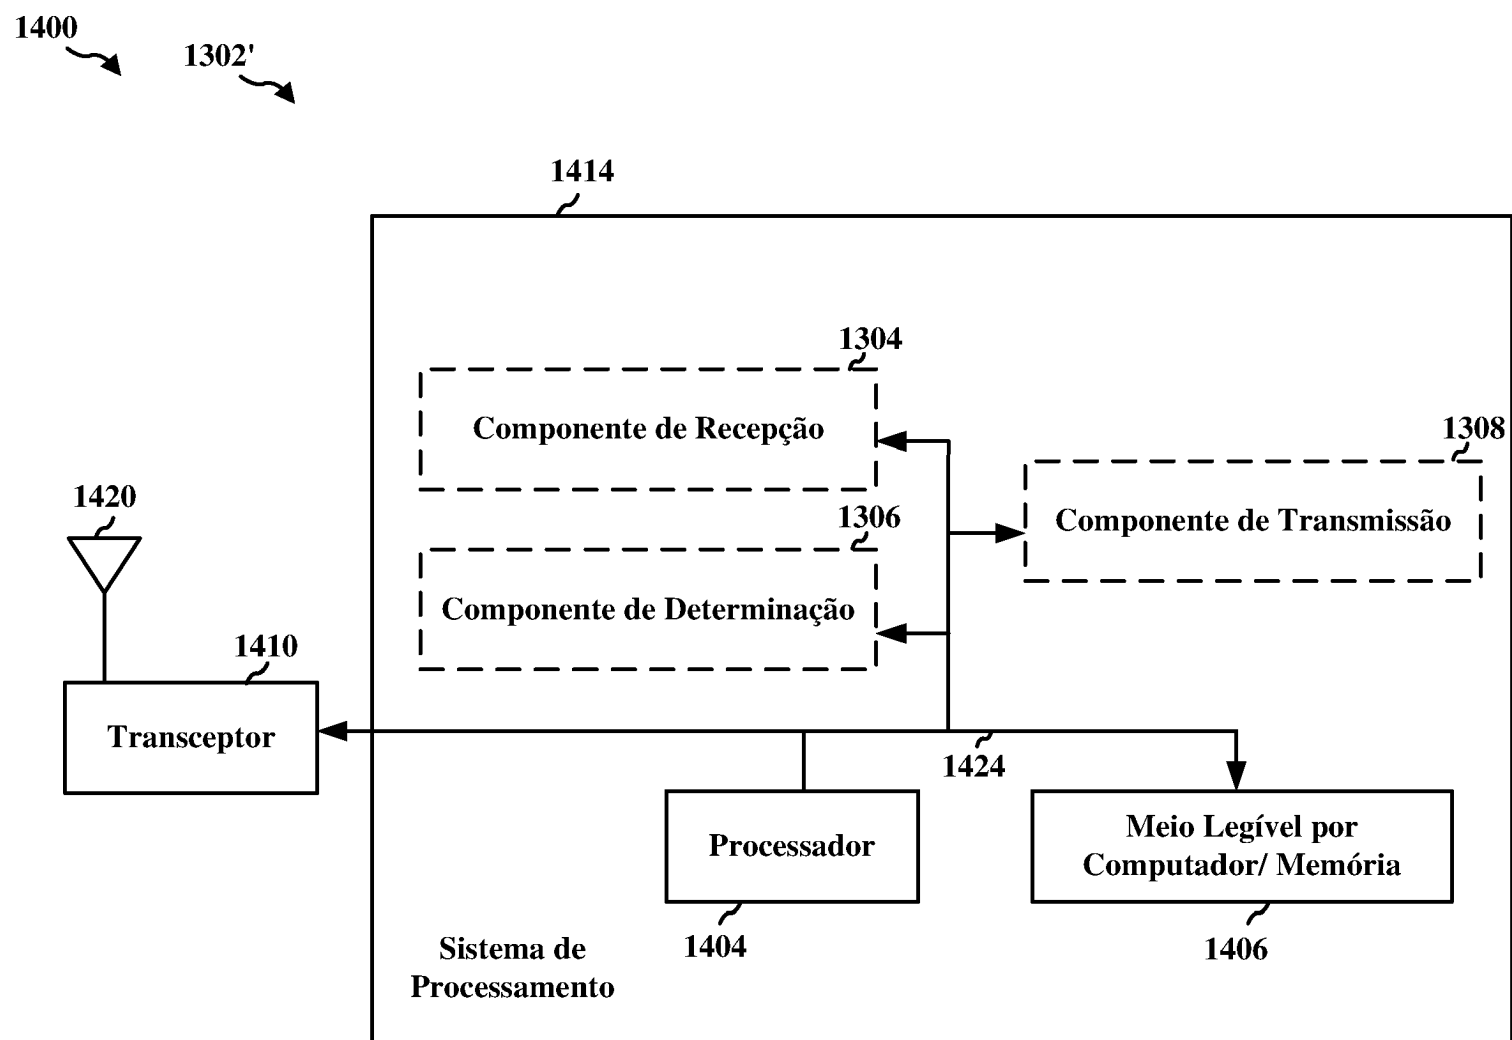 1400
1302'
1414
1304
Componente de Recepção
1308
Componente de Transmissão
1420
1306
Componente de Determinação
1410
Transceptor
1424
Processador
Meio Legível por
Computador/ Memória
1404
1406
Sistema de
Processamento